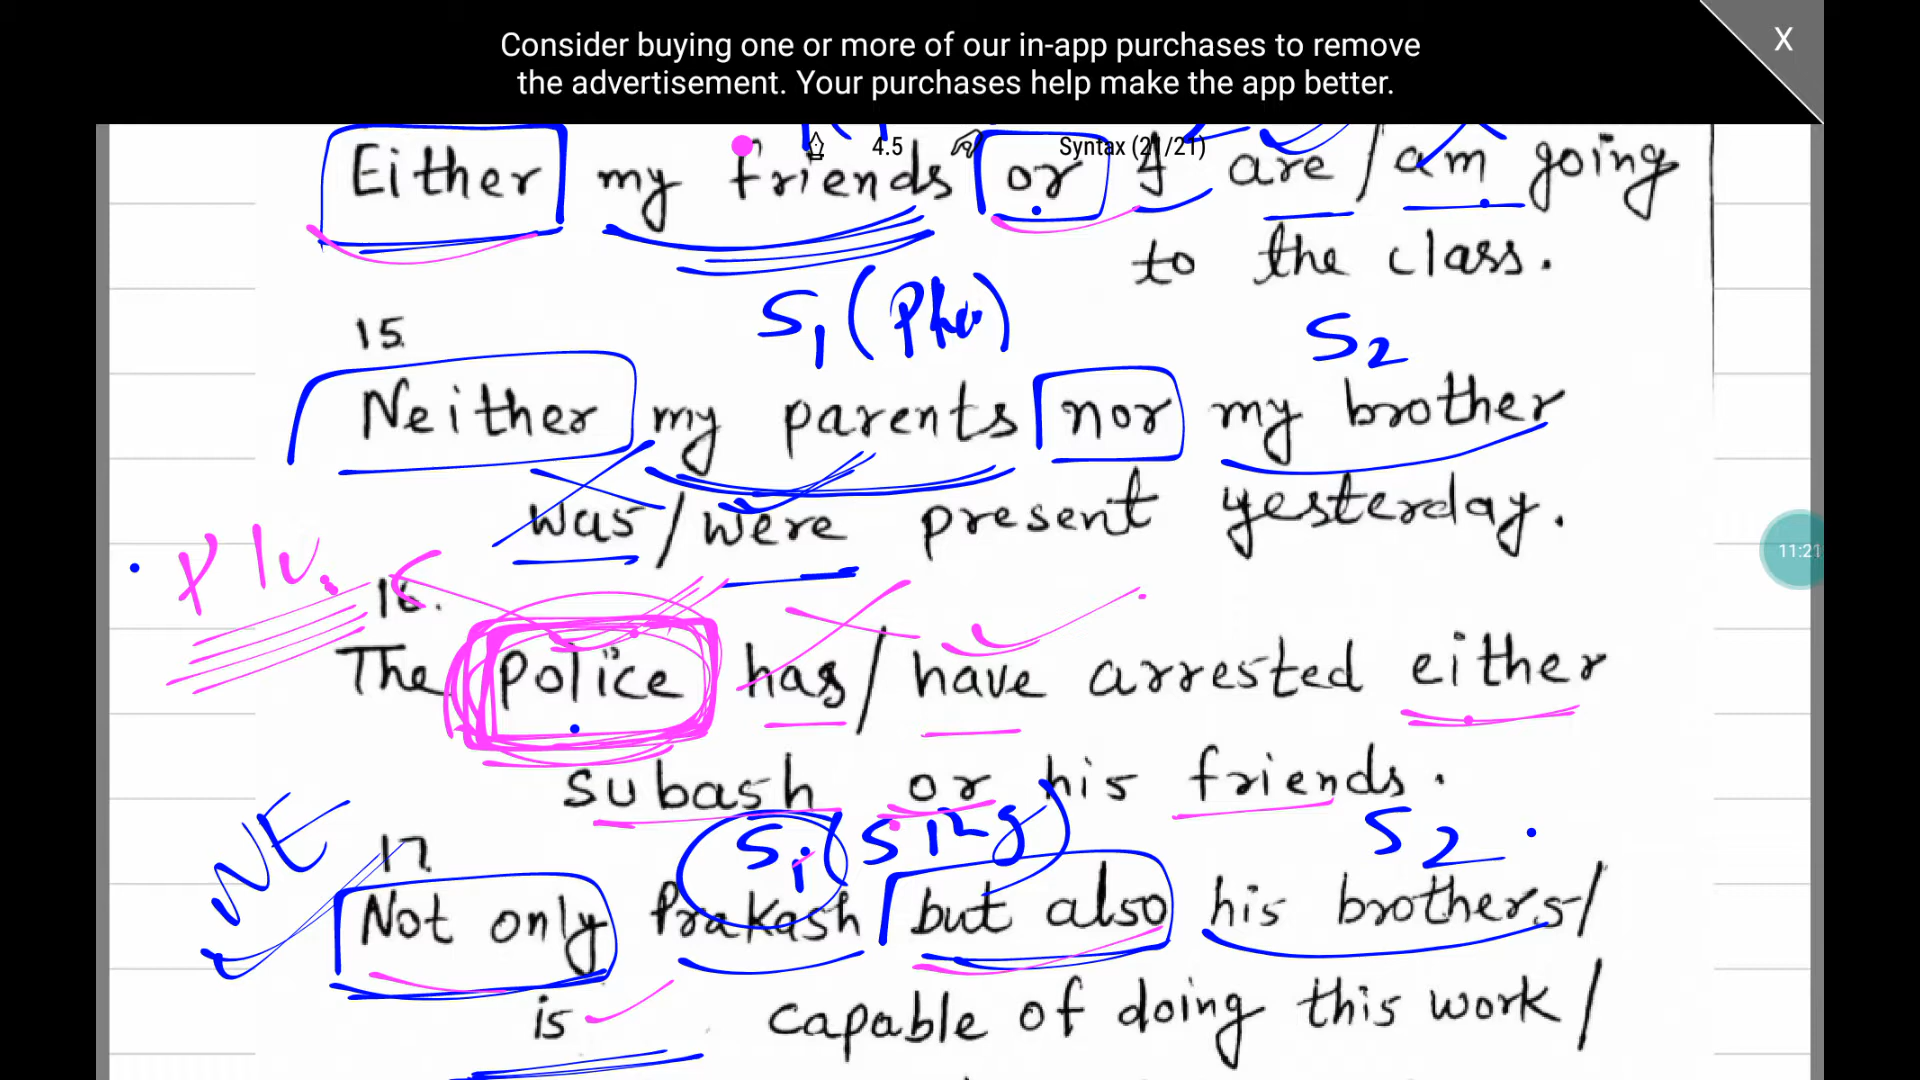 Consider buying one or more of our in-app purchases to remove
the advertisement. Your purchases help make the app better.
X
4.5 Syntax (21/21)
Either my friends or I are / am going
to the class.
S1 (Plu)
S2
15.
Neither my parents nor my brother
was / were present yesterday.
11:21
Plu.
16.
The police has / have arrested either
subash or his friends.
S1 (sing)
S2
NE
17.
Not only Prakash but also his brothers /
is capable of doing this work /